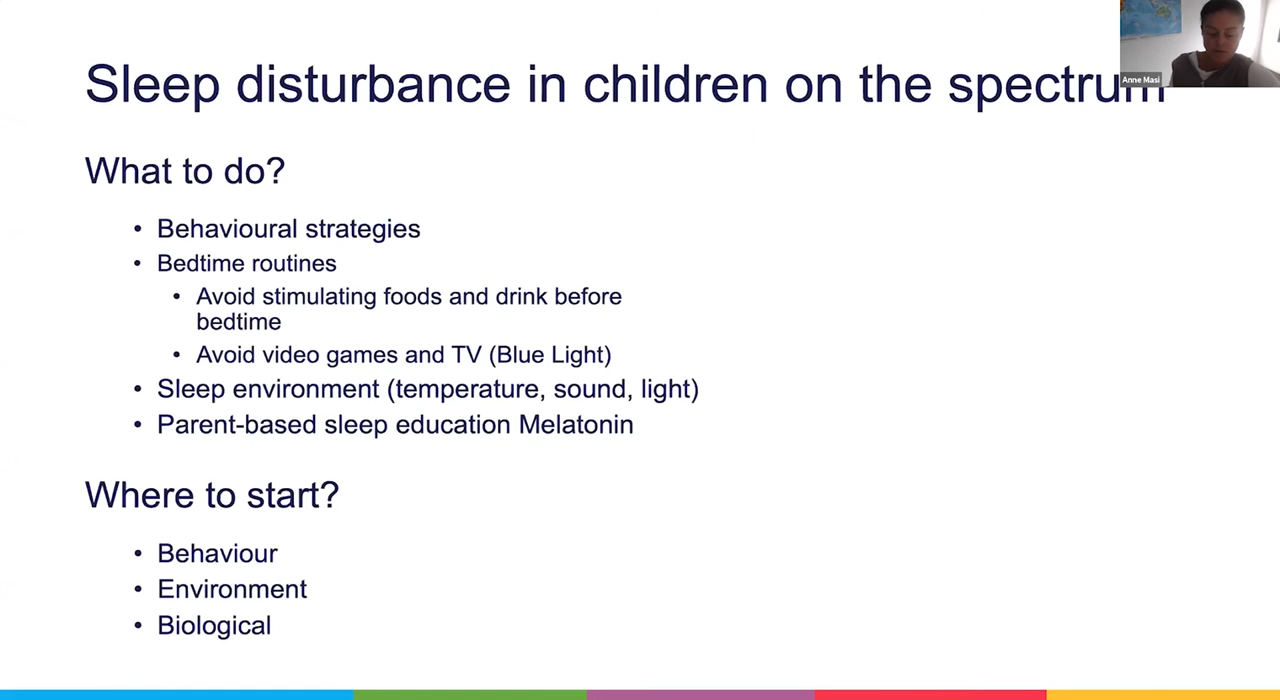 Sleep disturbance in children on the spectrum
Anne Masi
What to do?
• Behavioural strategies
• Bedtime routines
• Avoid stimulating foods and drink before
bedtime
• Avoid video games and TV (Blue Light)
• Sleep environment (temperature, sound, light)
• Parent-based sleep education Melatonin
Where to start?
• Behaviour
• Environment
• Biological